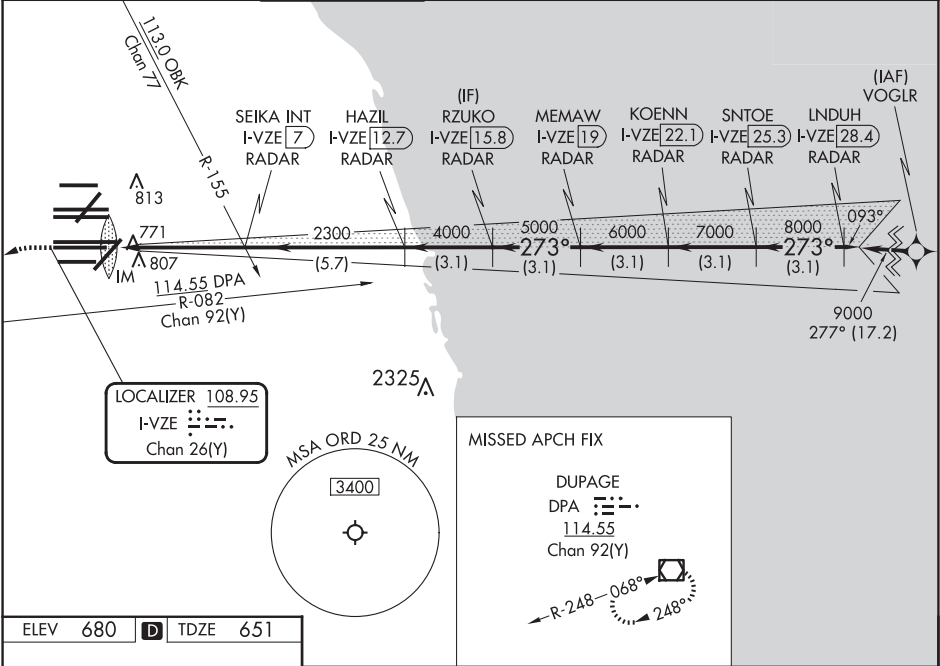 113.0 OBK
Chan 77
R-155
SEIKA INT
I-VZE 7
RADAR
HAZIL
I-VZE 12.7
RADAR
(IF)
RZUKO
I-VZE 15.8
RADAR
MEMAW
I-VZE 19
RADAR
KOENN
I-VZE 22.1
RADAR
SNTOE
I-VZE 25.3
RADAR
LNDUH
I-VZE 28.4
RADAR
(IAF)
VOGLR
813
771
807
IM
2300
4000
5000
6000
7000
8000
093°
273°
273°
(5.7)
(3.1)
(3.1)
(3.1)
(3.1)
(3.1)
9000
277° (17.2)
114.55 DPA
R-082
Chan 92(Y)
2325
LOCALIZER 108.95
I-VZE
Chan 26(Y)
MSA ORD 25 NM
3400
MISSED APCH FIX
DUPAGE
DPA
114.55
Chan 92(Y)
R-248
068°
248°
ELEV 680 D TDZE 651